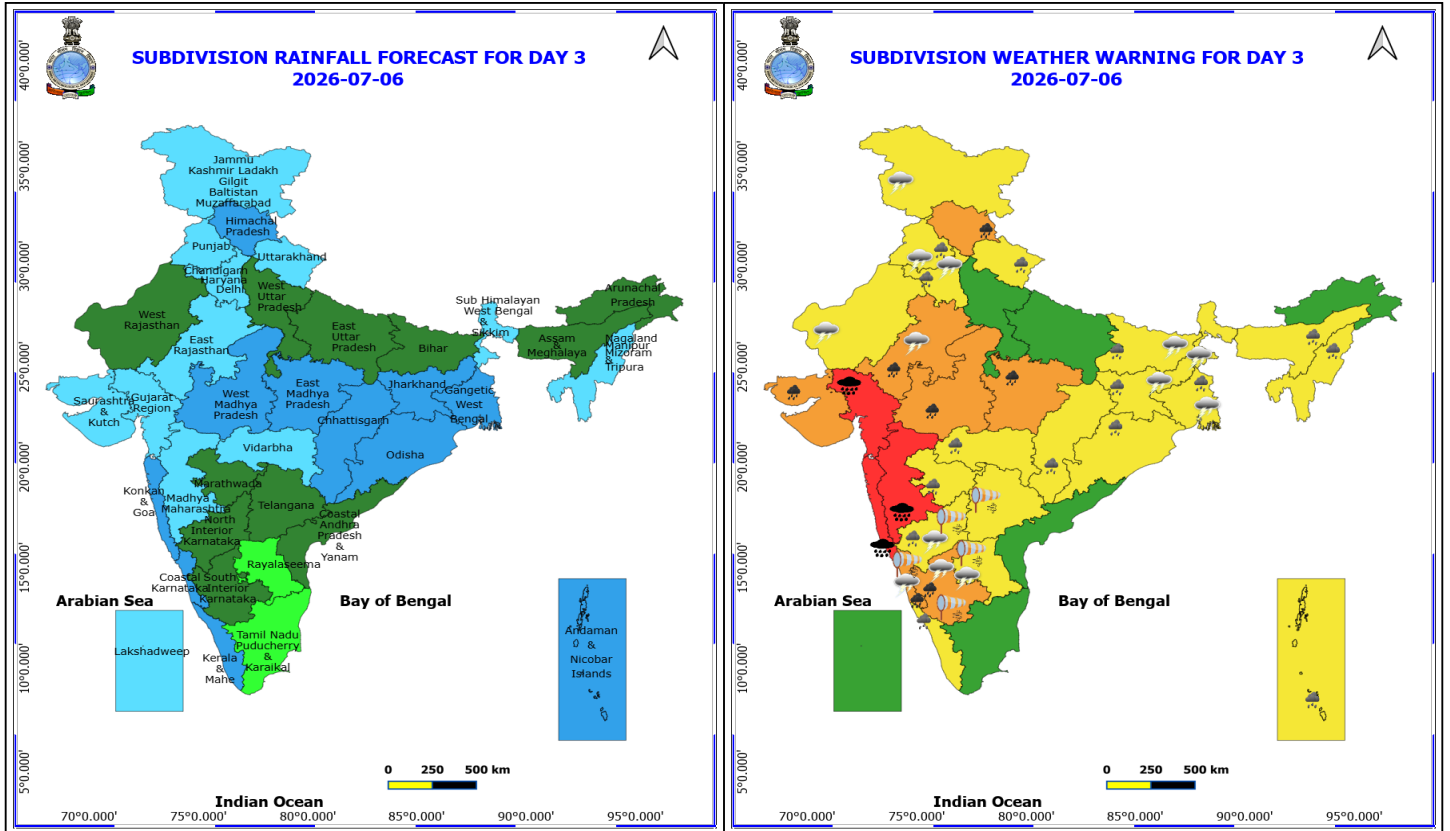 SUBDIVISION RAINFALL FORECAST FOR DAY 3
2026-07-06
40°0.000'
35°0.000'
30°0.000'
25°0.000'
20°0.000'
15°0.000'
10°0.000'
5°0.000'
Jammu
Kashmir Ladakh
Gilgit
Baltistan
Muzaffarabad
Himachal
Pradesh
Punjab
Uttarakhand
Chandigarh
Haryana
Delhi
West
Uttar
Pradesh
West
Rajasthan
East
Rajasthan
East
Uttar
Pradesh
Bihar
Sub Himalayan
West Bengal
&
Sikkim
Arunachal
Pradesh
Assam
&
Meghalaya
Nagaland
Manipur
Mizoram
&
Tripura
Saurashtra
&
Kutch
Gujarat
Region
West
Madhya
Pradesh
East
Madhya
Pradesh
Jharkhand
Gangetic
West
Bengal
Chhattisgarh
Odisha
Vidarbha
Konkan
&
Goa
Madhya
Maharashtra
Marathwada
Telangana
North
Interior
Karnataka
Coastal
Andhra
Pradesh
&
Yanam
Rayalaseema
Coastal
Karnataka
South
Interior
Karnataka
Tamil Nadu
Puducherry
&
Karaikal
Kerala
&
Mahe
Lakshadweep
Andaman
&
Nicobar
Islands
Arabian Sea
Bay of Bengal
Indian Ocean
0 250 500 km
70°0.000' 75°0.000' 80°0.000' 85°0.000' 90°0.000' 95°0.000'
SUBDIVISION WEATHER WARNING FOR DAY 3
2026-07-06
40°0.000'
35°0.000'
30°0.000'
25°0.000'
20°0.000'
15°0.000'
10°0.000'
5°0.000'
Arabian Sea
Bay of Bengal
Indian Ocean
0 250 500 km
70°0.000' 75°0.000' 80°0.000' 85°0.000' 90°0.000' 95°0.000'